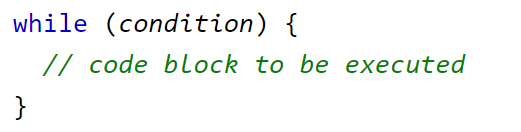 while (condition) {
  // code block to be executed
}